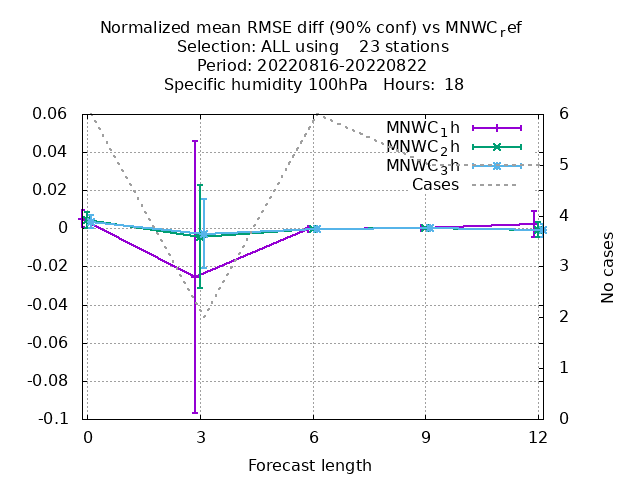 Normalized mean RMSE diff (90% conf) vs MNWC_ref
Selection: ALL using    23 stations
Period: 20220816-20220822
Specific humidity 100hPa   Hours:  18
MNWC_1h
MNWC_2h
MNWC_3h
Cases
0.06
0.04
0.02
0
-0.02
-0.04
-0.06
-0.08
-0.1
6
5
4
3
2
1
0
No cases
0 3 6 9 12
Forecast length